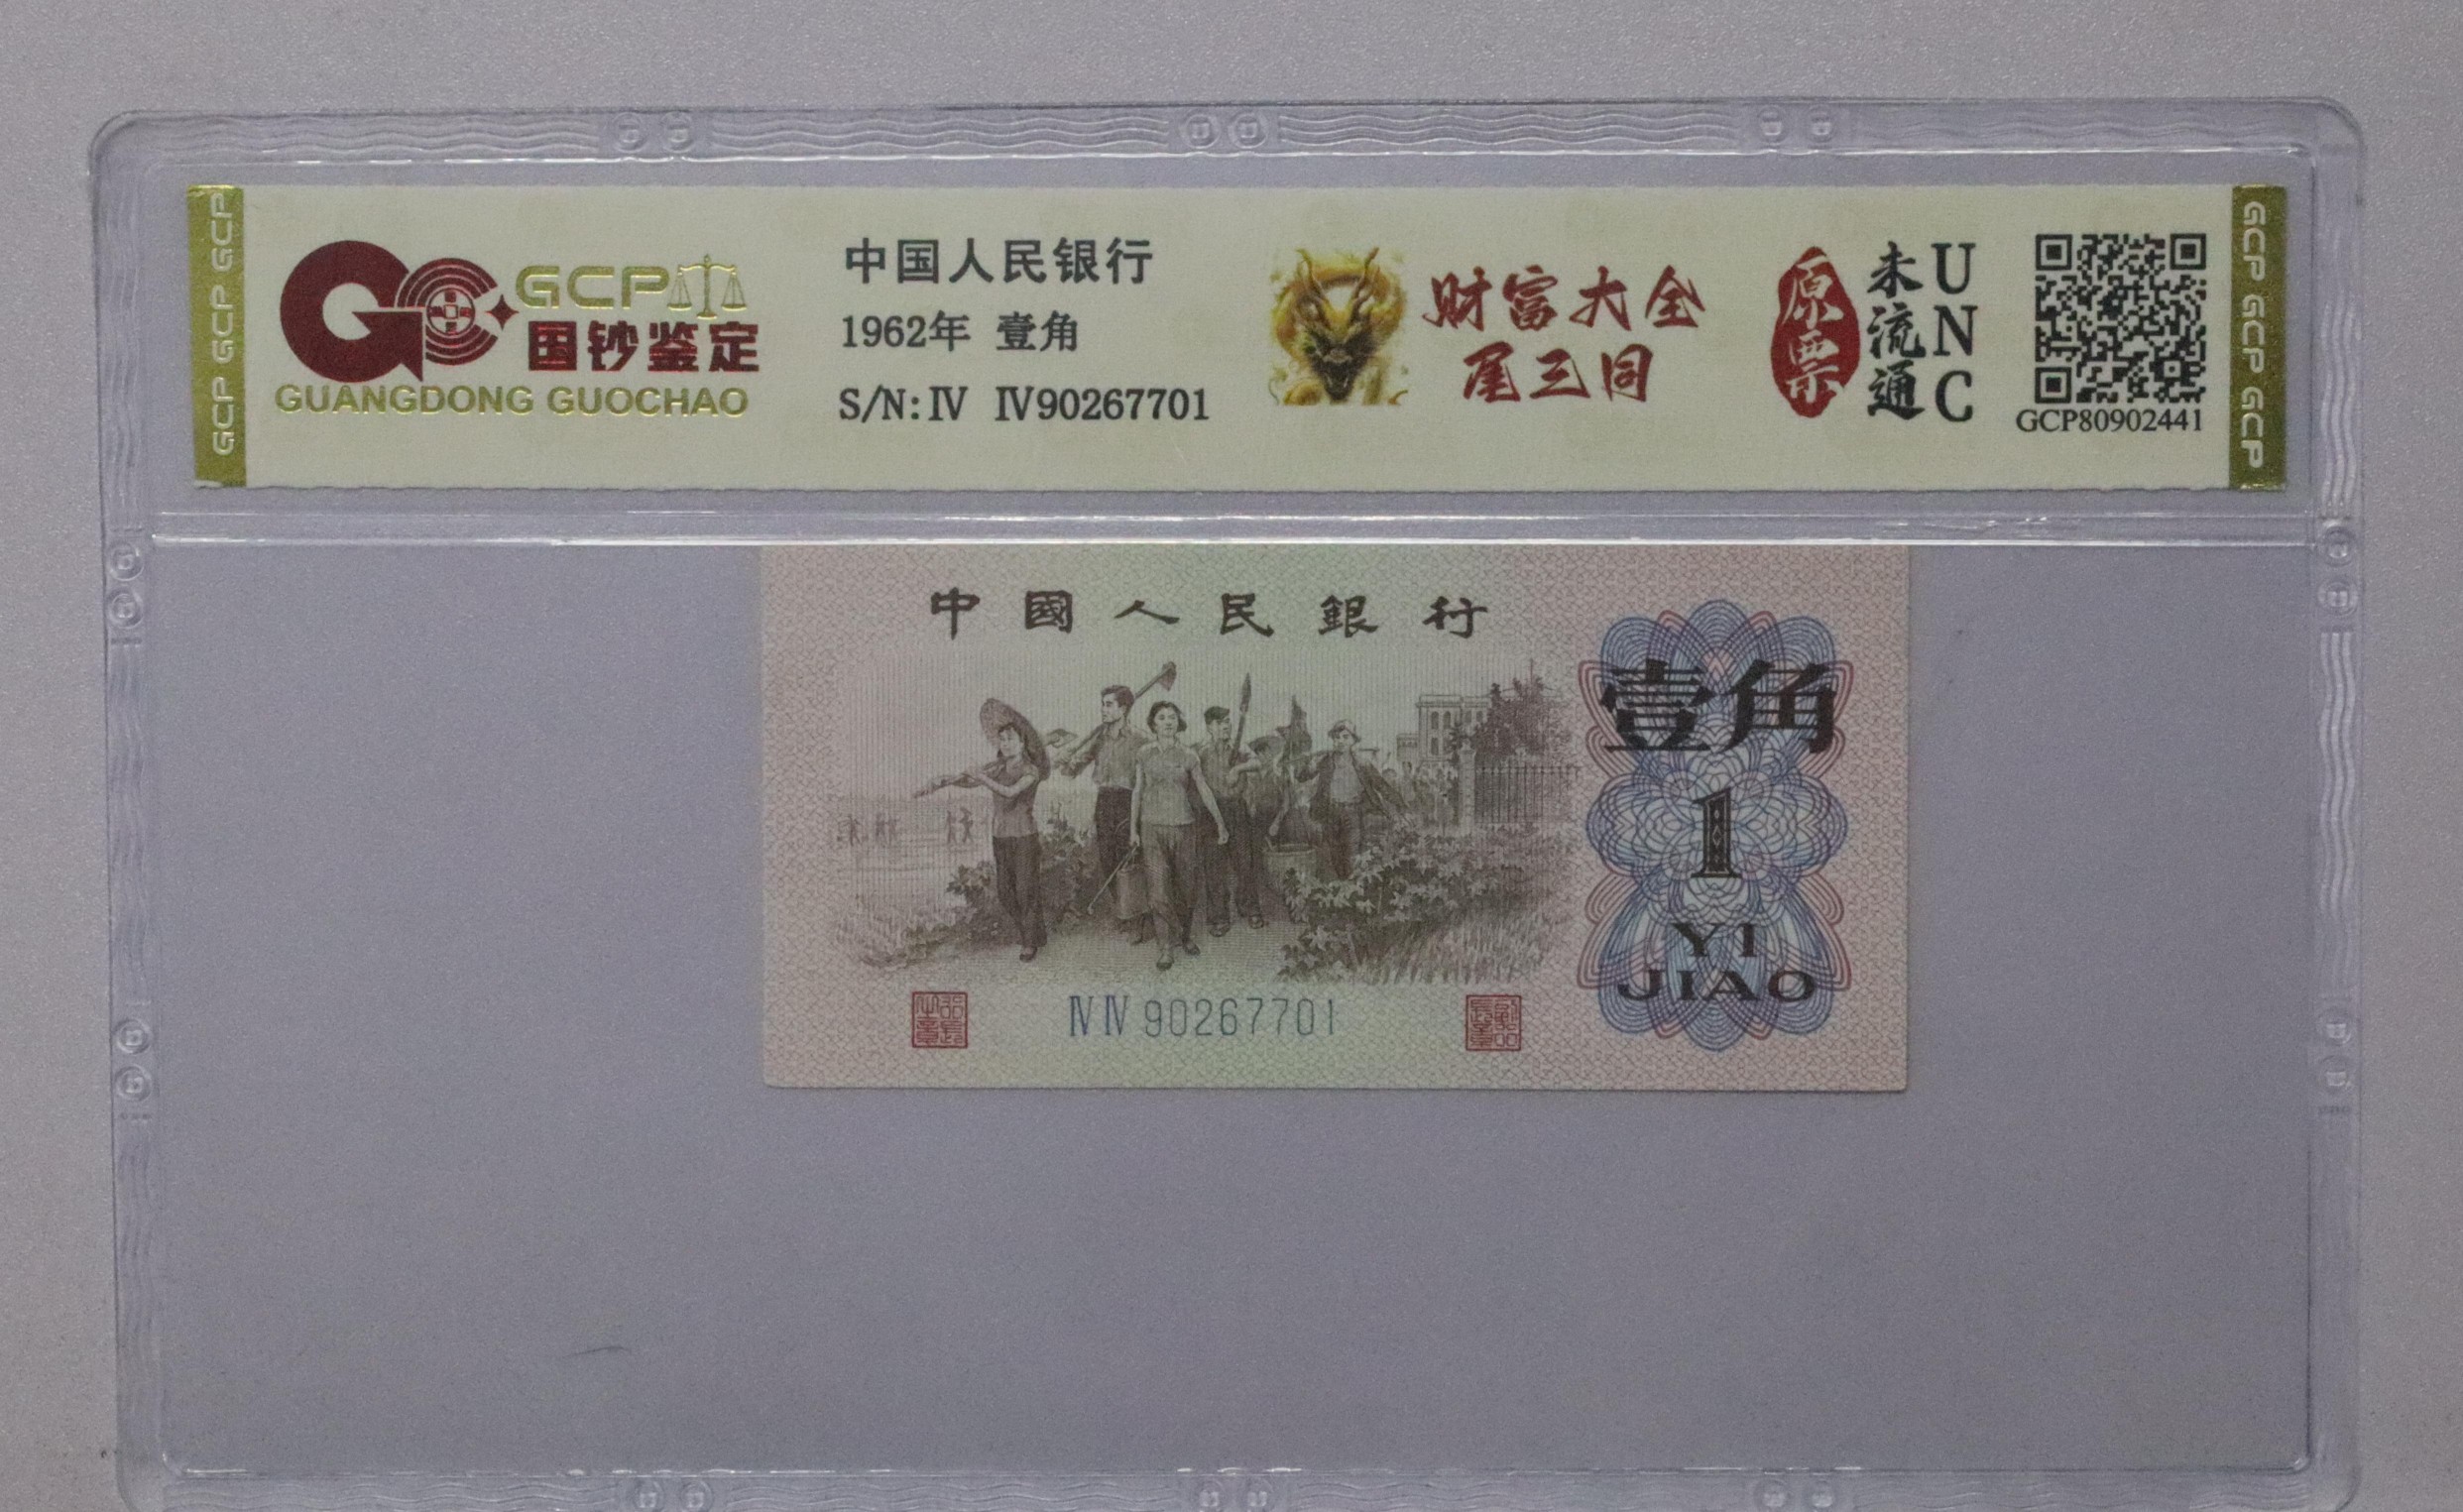 GCP GCP GCP
GCP
国钞鉴定
GUANGDONG GUOCHAO
中国人民银行
1962年 壹角
S/N: Ⅳ Ⅳ90267701
财富大全
尾三同
原票
未流通
UNC
GCP80902441
GCP GCP GCP
中國人民銀行
壹角
1
YI
JIAO
ⅣⅣ 90267701